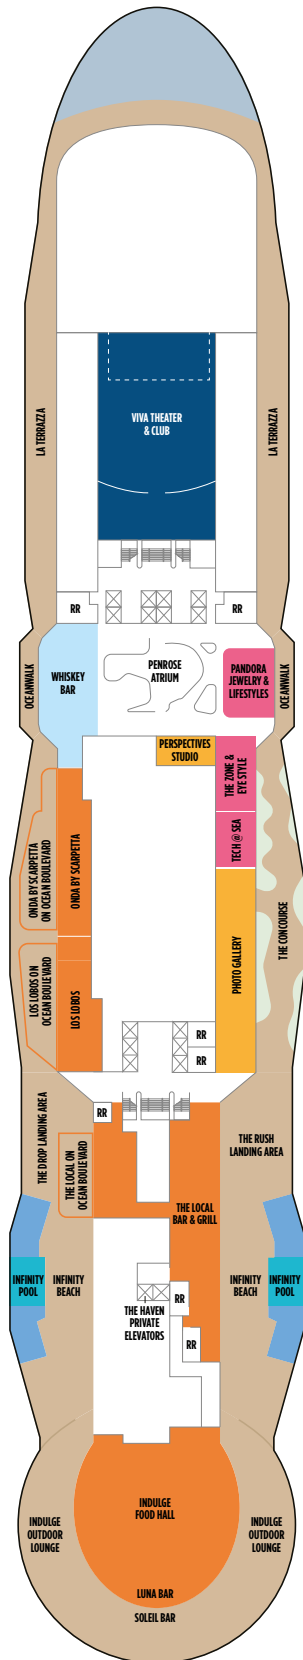 LA TERRAZZA
VIVA THEATER
& CLUB
LA TERRAZZA
RR
RR
OCEANWALK
WHISKEY
BAR
PENROSE
ATRIUM
PANDORA
JEWELRY &
LIFESTYLES
OCEANWALK
PERSPECTIVES
STUDIO
THE ZONE &
EYE STYLE
ONDA BY SCARPETTA
ON OCEAN BOULEVARD
ONDA BY SCARPETTA
TECH @ SEA
THE CONCOURSE
LOS LOBOS ON
OCEAN BOULEVARD
LOS LOBOS
PHOTO GALLERY
RR
RR
RR
THE DROP LANDING AREA
THE LOCAL ON
OCEAN BOULEVARD
THE RUSH
LANDING AREA
THE LOCAL
BAR & GRILL
INFINITY
POOL
INFINITY
BEACH
INFINITY
BEACH
INFINITY
POOL
RR
THE HAVEN
PRIVATE
ELEVATORS
RR
INDULGE
FOOD HALL
INDULGE
OUTDOOR
LOUNGE
INDULGE
OUTDOOR
LOUNGE
LUNA BAR
SOLEIL BAR